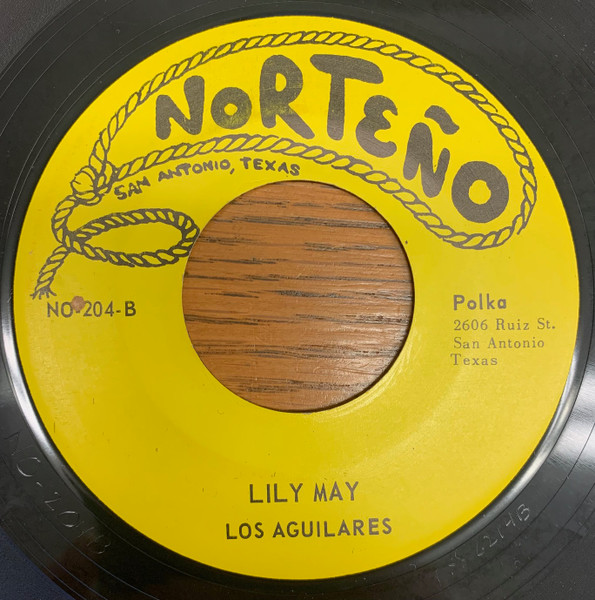 NORTEÑO
SAN ANTONIO, TEXAS
NO-204-B
Polka
2606 Ruiz St.
San Antonio
Texas
LILY MAY
LOS AGUILARES